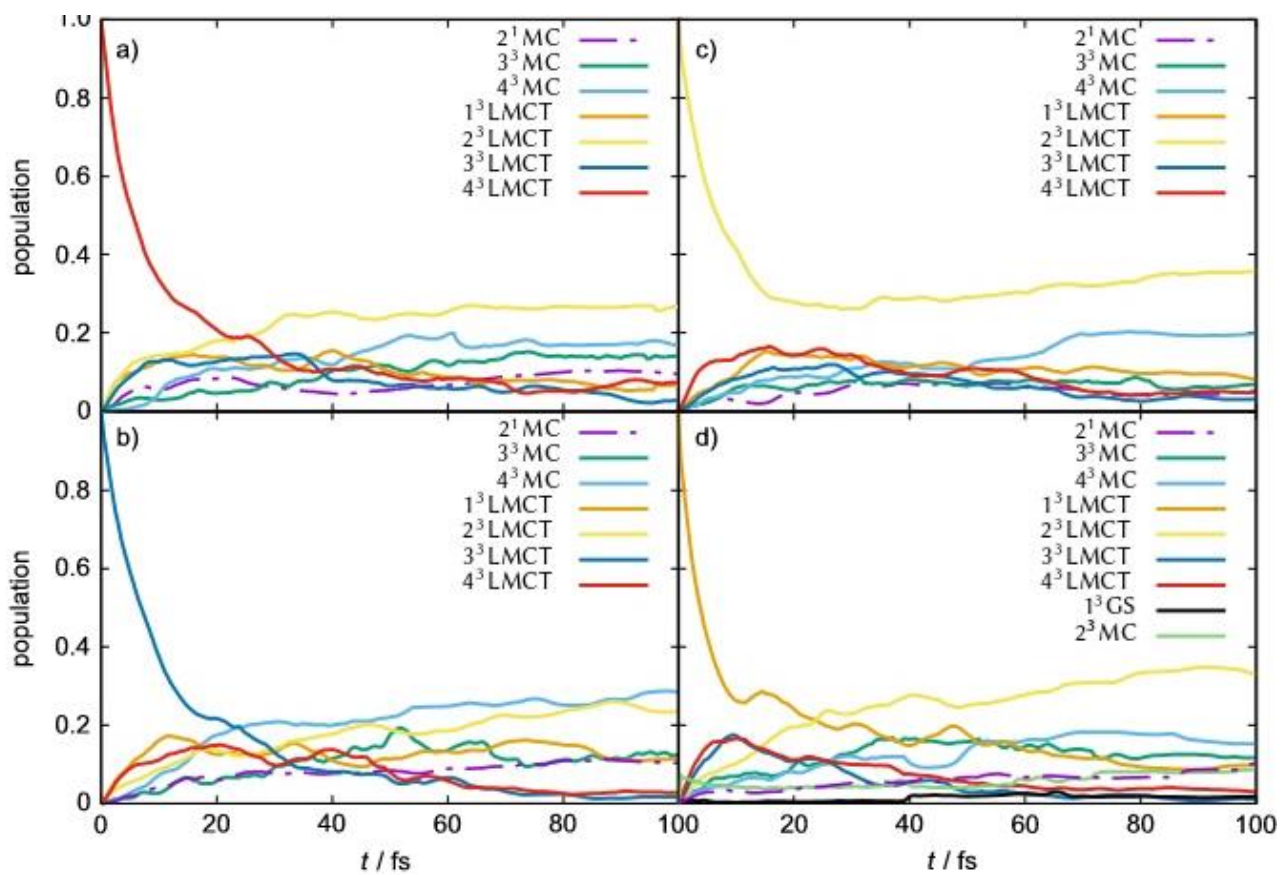 1.0
a)
2¹MC
3³MC
4³MC
1³LMCT
2³LMCT
3³LMCT
4³LMCT
c)
2¹MC
3³MC
4³MC
1³LMCT
2³LMCT
3³LMCT
4³LMCT
0.8
0.6
0.4
0.2
0
population
b)
2¹MC
3³MC
4³MC
1³LMCT
2³LMCT
3³LMCT
4³LMCT
d)
2¹MC
3³MC
4³MC
1³LMCT
2³LMCT
3³LMCT
4³LMCT
1³GS
2³MC
0.8
0.6
0.4
0.2
0
population
0 20 40 60 80 100 20 40 60 80 100
t / fs t / fs